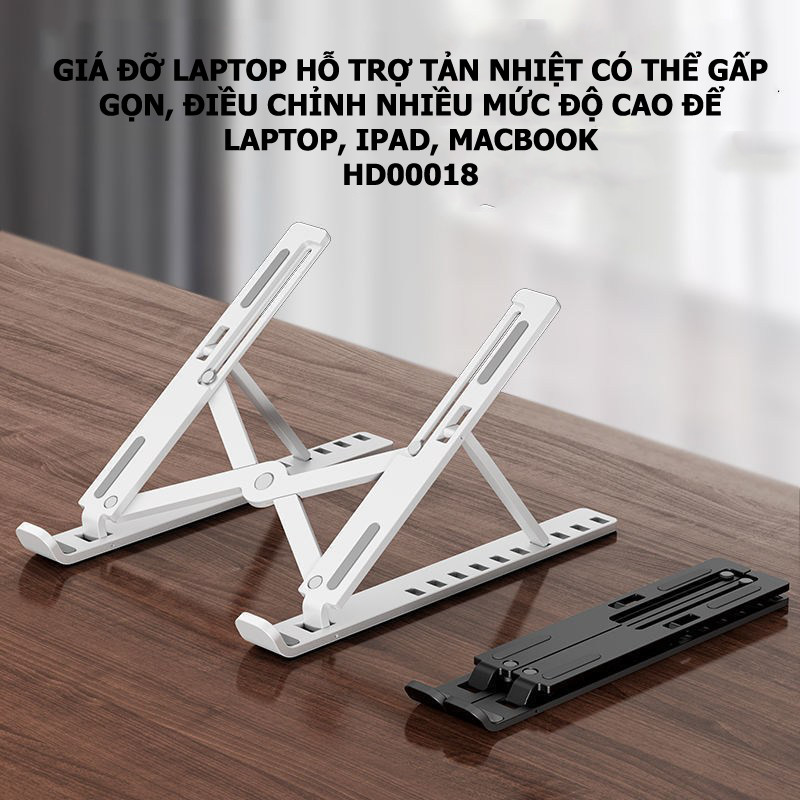 GIÁ ĐỠ LAPTOP HỖ TRỢ TẢN NHIỆT CÓ THỂ GẤP
GỌN, ĐIỀU CHỈNH NHIỀU MỨC ĐỘ CAO ĐỂ
LAPTOP, IPAD, MACBOOK
HD00018